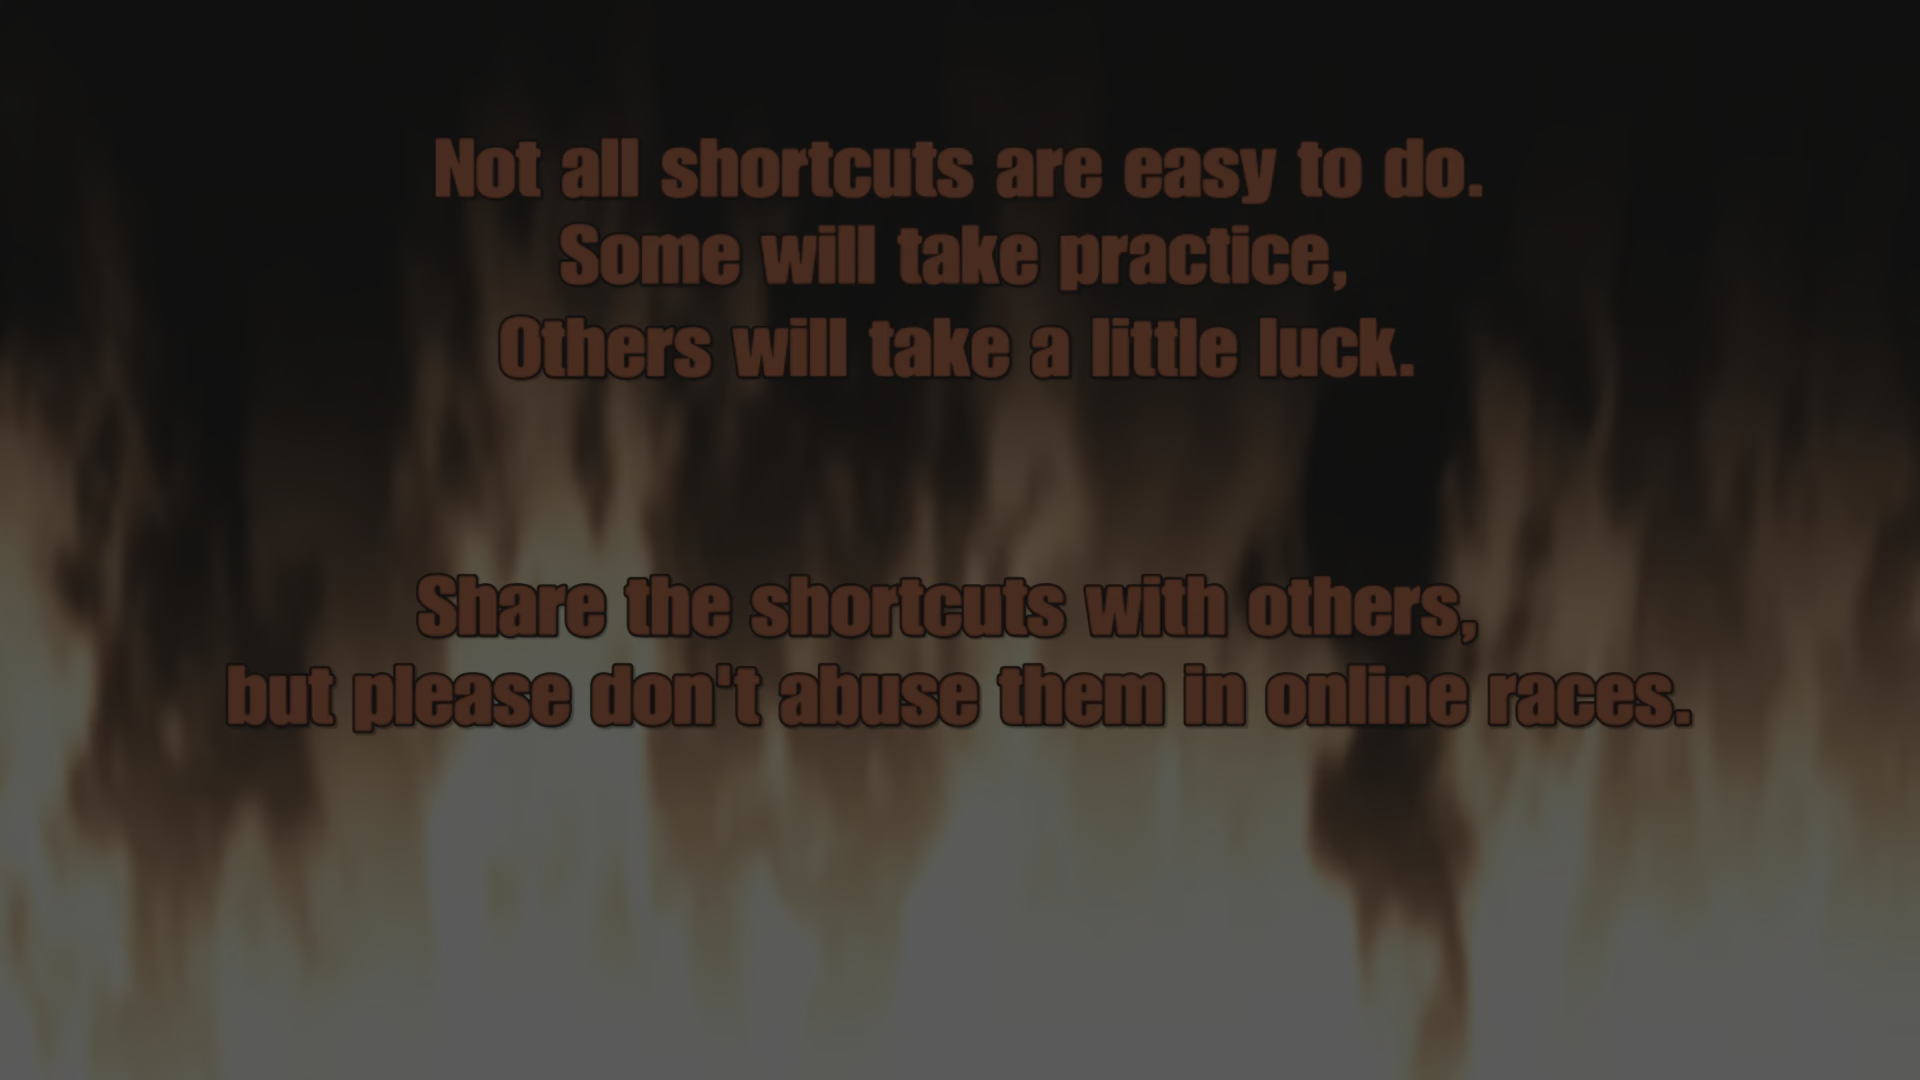 Not all shortcuts are easy to do.
Some will take practice,
Others will take a little luck.
Share the shortcuts with others,
but please don't abuse them in online races.